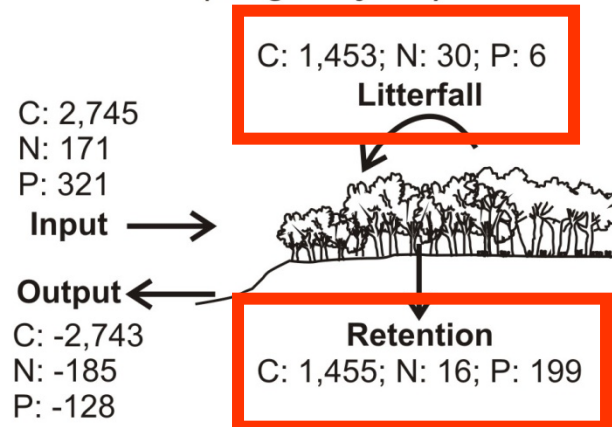 C: 1,453; N: 30; P: 6
Litterfall
C: 2,745
N: 171
P: 321
Input
Output
C: -2,743
N: -185
P: -128
Retention
C: 1,455; N: 16; P: 199